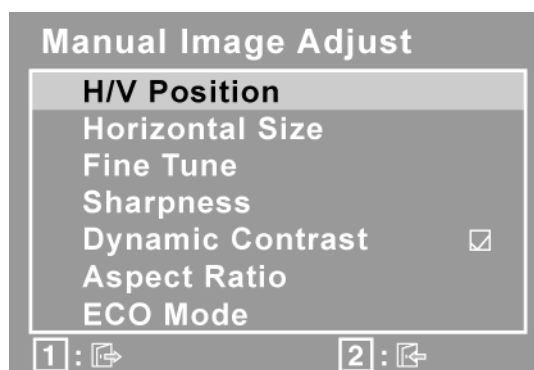 Manual Image Adjust
H/V Position
Horizontal Size
Fine Tune
Sharpness
Dynamic Contrast
Aspect Ratio
ECO Mode
1 : 2 :